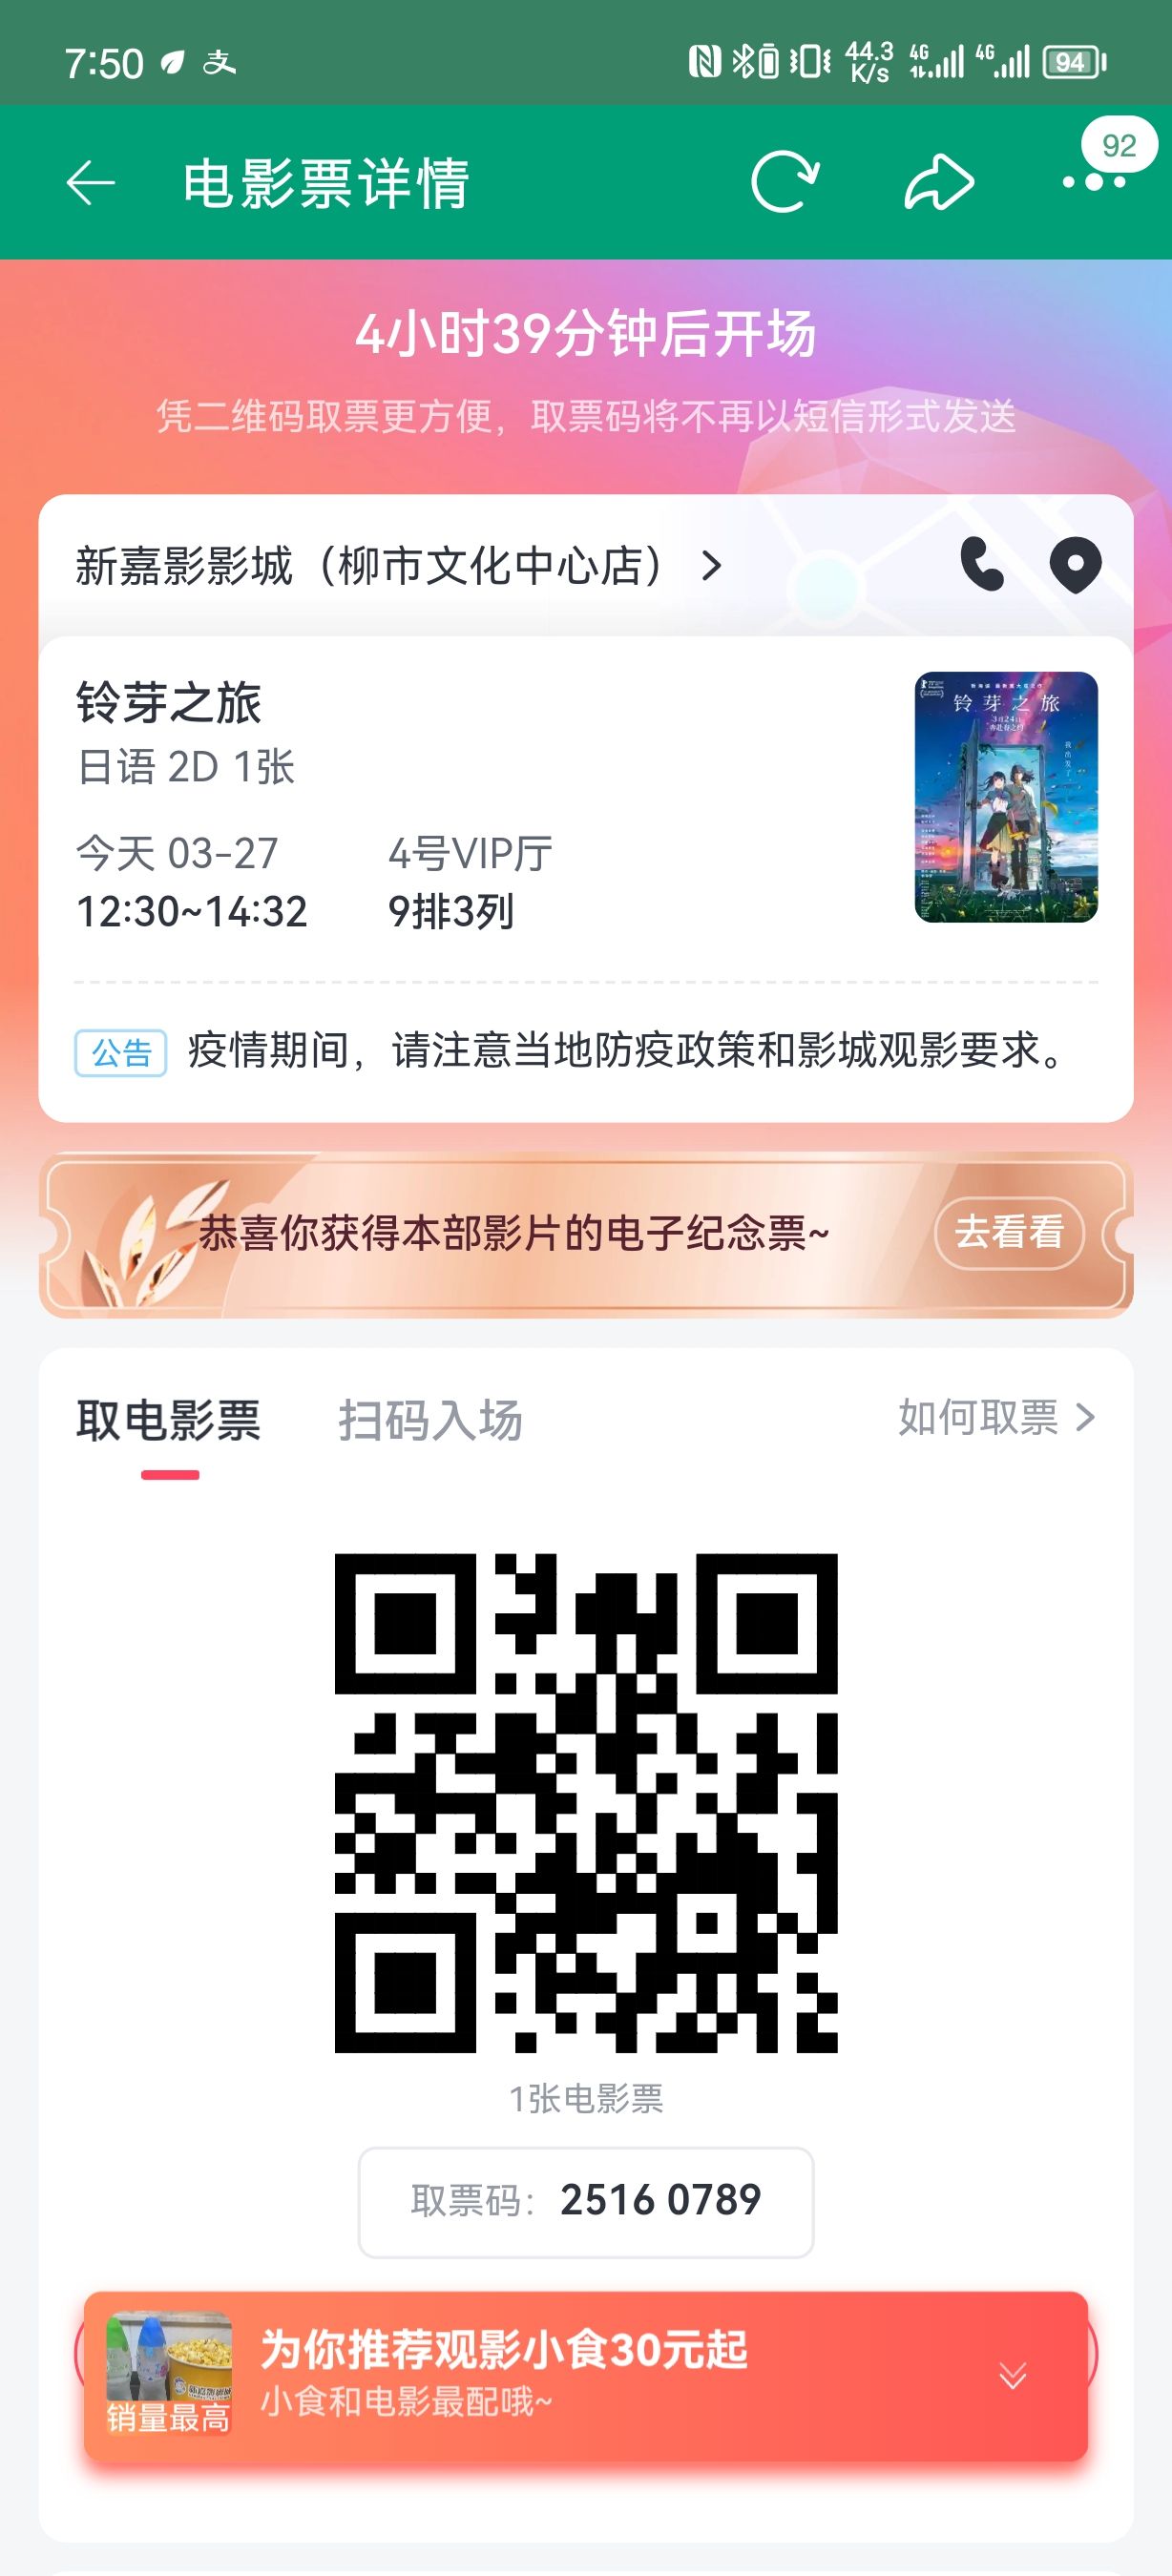 7:50 支 44.3 K/s 4G 4G 94
电影票详情
92
4小时39分钟后开场
凭二维码取票更方便，取票码将不再以短信形式发送
新嘉影影城（柳市文化中心店）
铃芽之旅
日语 2D 1张
今天 03-27 4号VIP厅
12:30~14:32 9排3列
铃芽之旅
3月24日
公告 疫情期间，请注意当地防疫政策和影城观影要求。
恭喜你获得本部影片的电子纪念票~ 去看看
取电影票 扫码入场 如何取票
1张电影票
取票码： 2516 0789
为你推荐观影小食30元起
小食和电影最配哦~
销量最高